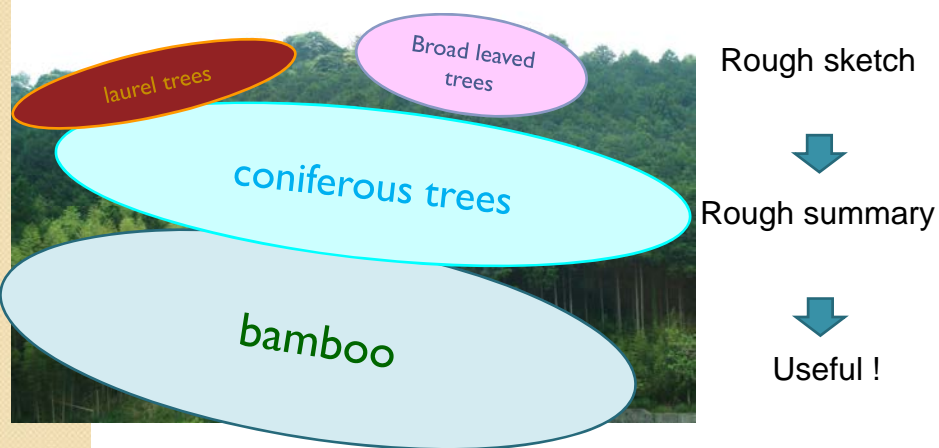 laurel trees
Broad leaved
trees
coniferous trees
bamboo
Rough sketch
Rough summary
Useful !